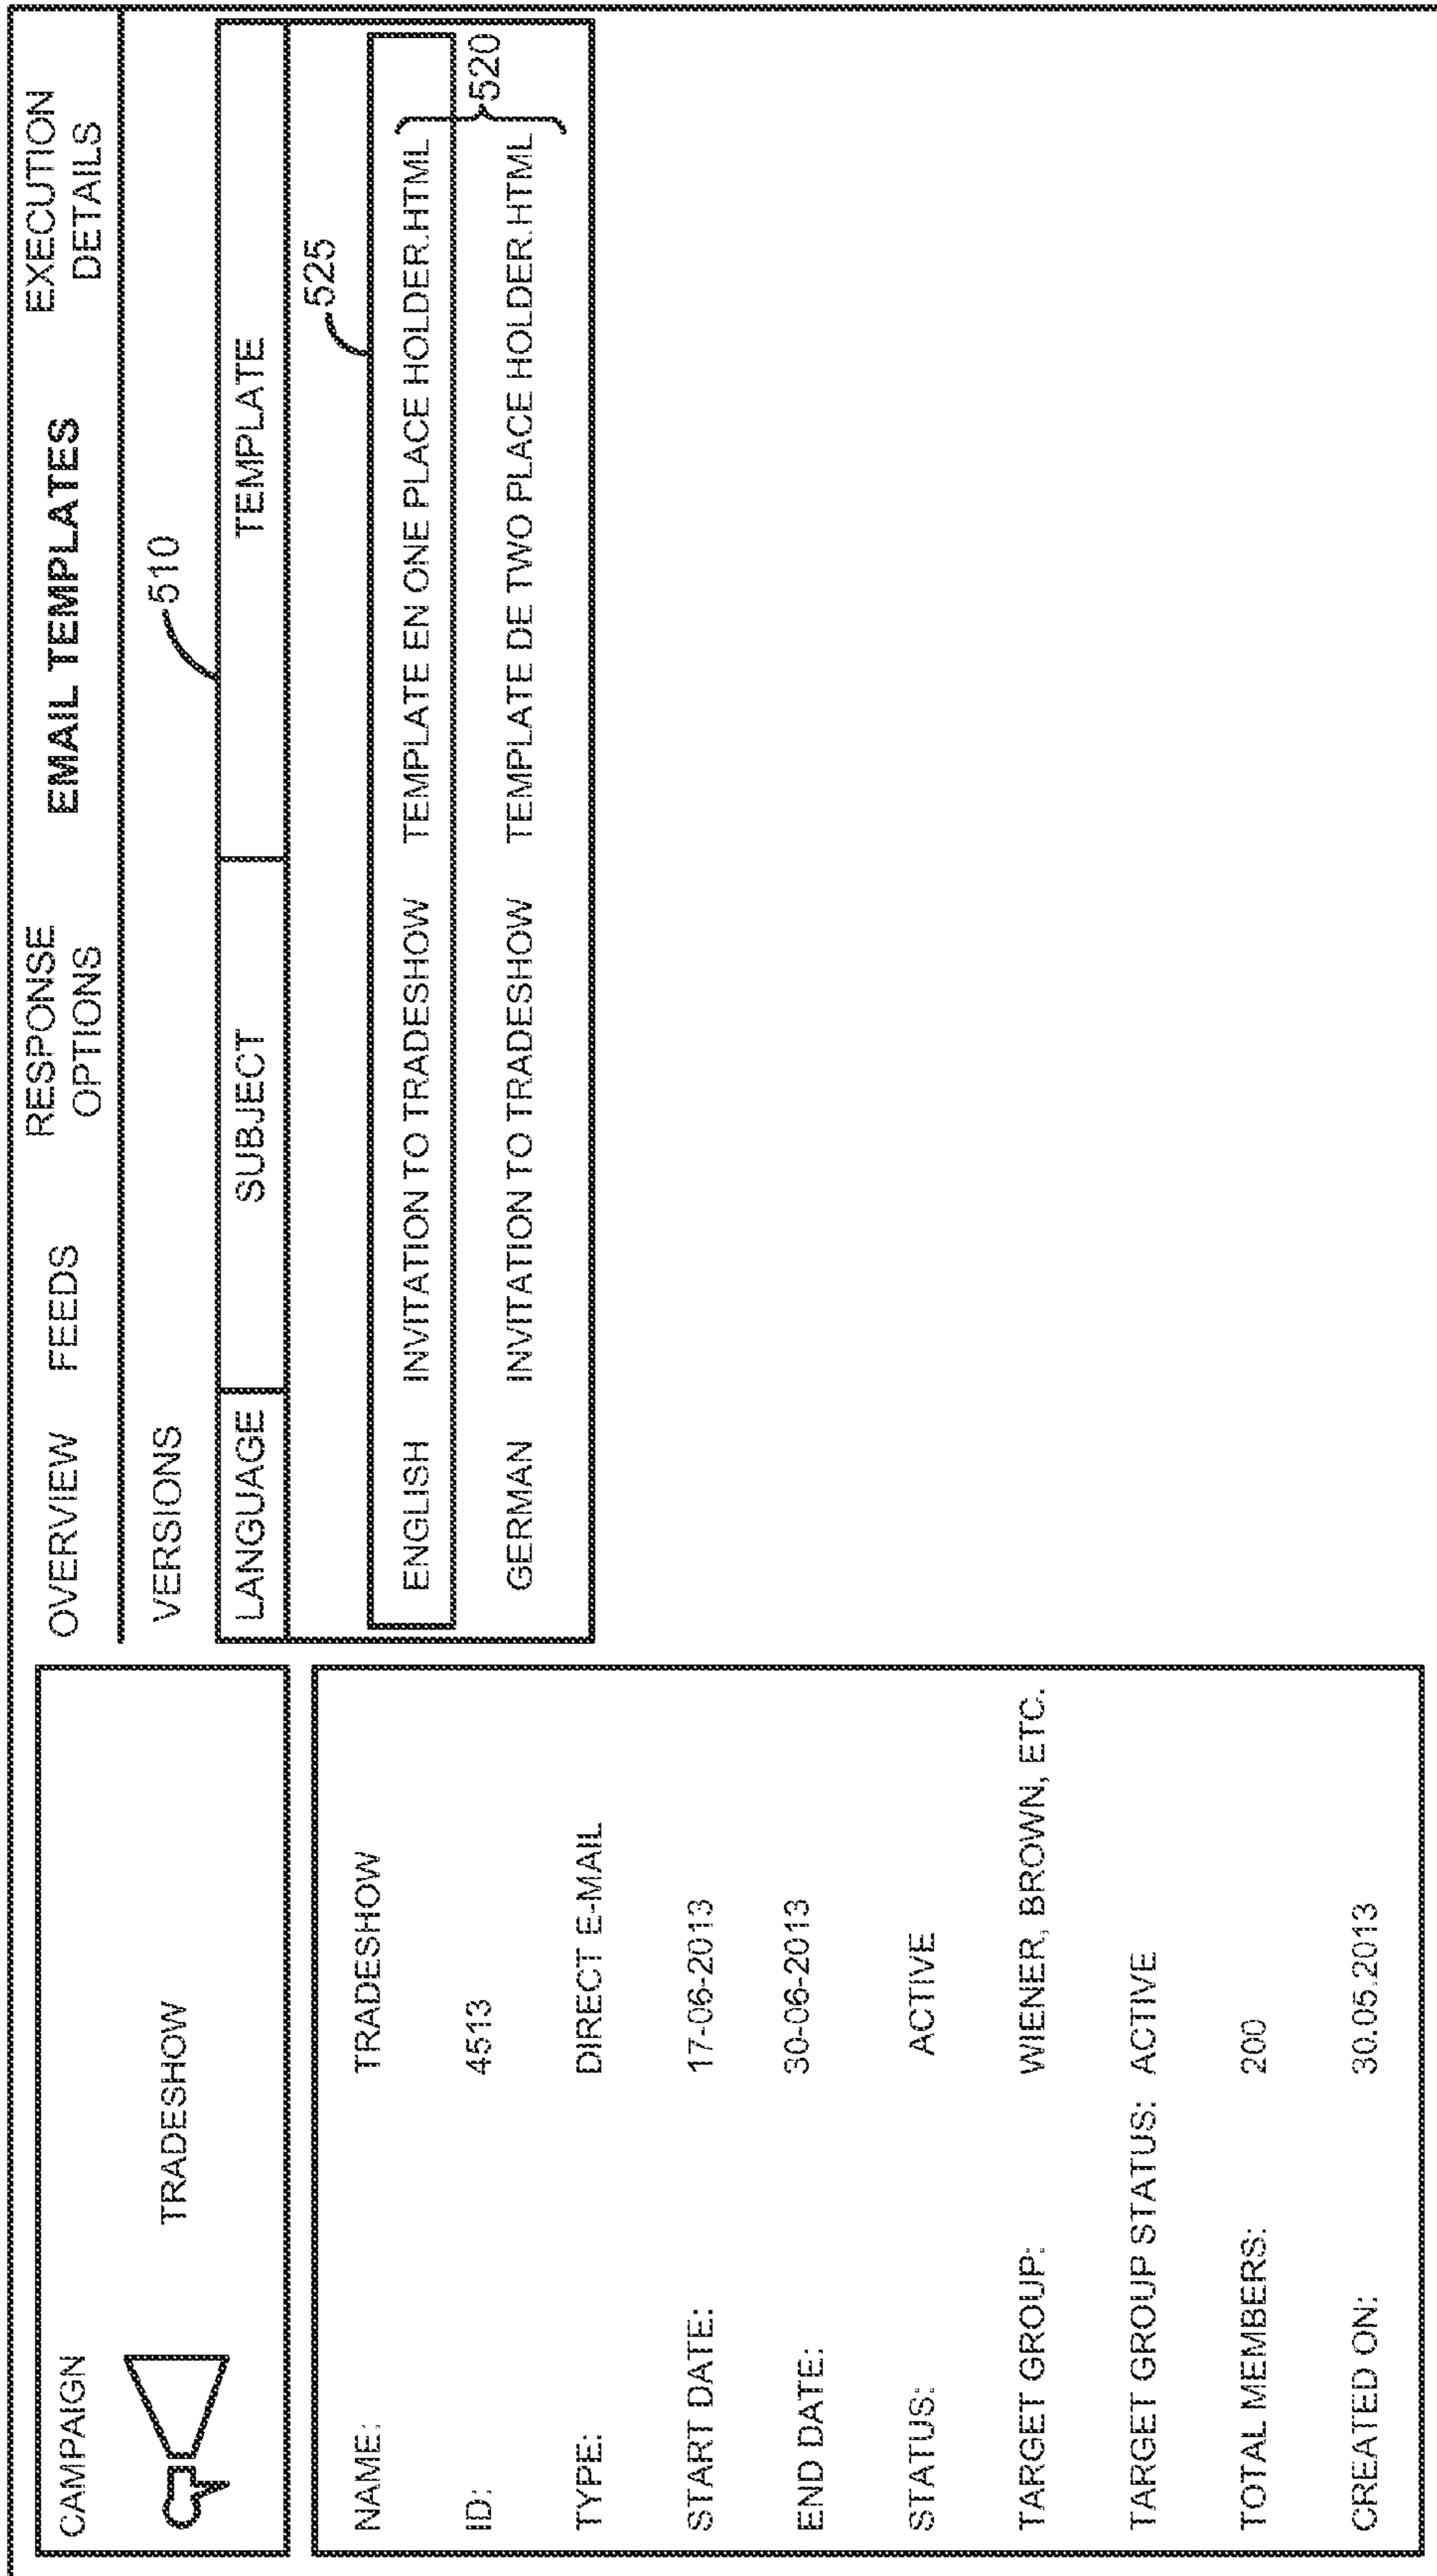 CAMPAIGN
TRADESHOW
NAME: TRADESHOW
ID: 4513
TYPE: DIRECT E-MAIL
START DATE: 17-06-2013
END DATE: 30-06-2013
STATUS: ACTIVE
TARGET GROUP: WIENER, BROWN, ETC.
TARGET GROUP STATUS: ACTIVE
TOTAL MEMBERS: 200
CREATED ON: 30.05.2013
OVERVIEW FEEDS RESPONSE OPTIONS EMAIL TEMPLATES EXECUTION DETAILS
VERSIONS
510
LANGUAGE SUBJECT TEMPLATE
525
ENGLISH INVITATION TO TRADESHOW TEMPLATE EN ONE PLACE HOLDER.HTML
520
GERMAN INVITATION TO TRADESHOW TEMPLATE DE TWO PLACE HOLDER.HTML